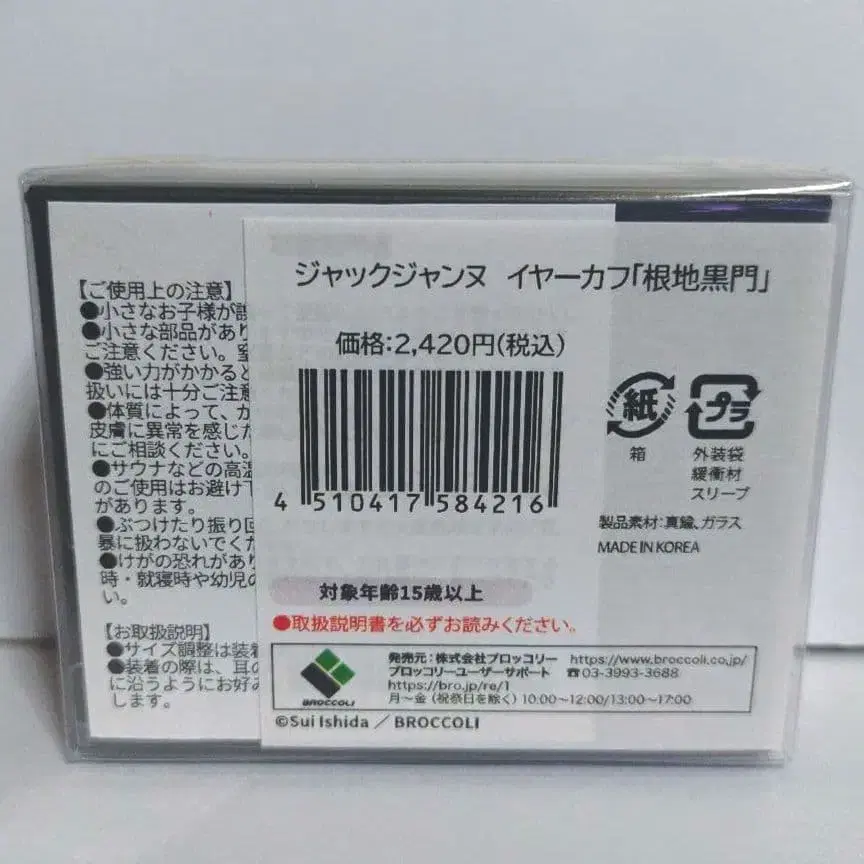 ジャックジャンヌ イヤーカフ「根地黒門」
価格:2,420円(税込)
4 510417 584216
対象年齢15歳以上
●取扱説明書を必ずお読みください。
BROCCOLI
発売元:株式会社ブロッコリー https://www.broccoli.co.jp/
ブロッコリーユーザーサポート ☎03-3993-3688
https://bro.jp/re/1
月~金(祝祭日を除く)10:00~12:00/13:00~17:00
©Sui Ishida / BROCCOLI
紙
箱
プラ
外装袋
緩衝材
スリーブ
製品素材:真鍮、ガラス
MADE IN KOREA
【ご使用上の注意】
●小さなお子様が
●小さな部品があり
ご注意ください。
●強い力がかかると
扱いには十分ご注意
●体質によって、か
皮膚に異常を感じた
にご相談ください。
●サウナなどの高温
のご使用はお避け下
があります。
●ぶつけたり振り回
暴に扱わないでくだ
●けがの恐れがあり
時・就寝時や幼児の
い。
【お取扱説明】
●サイズ調整は装着
●装着の際は、耳の
に沿うようにお好み
します。